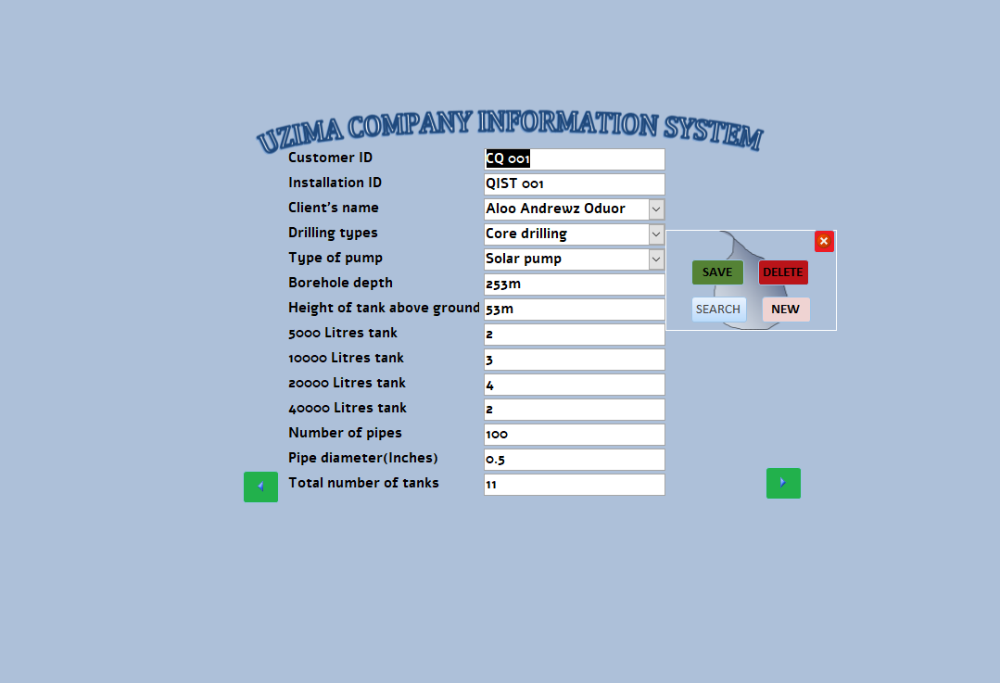 UZIMA COMPANY INFORMATION SYSTEM
Customer ID CQ 001
Installation ID QIST 001
Client's name Aloo Andrewz Oduor
Drilling types Core drilling
Type of pump Solar pump
Borehole depth 253m
Height of tank above ground 53m
5000 Litres tank 2
10000 Litres tank 3
20000 Litres tank 4
40000 Litres tank 2
Number of pipes 100
Pipe diameter(Inches) 0.5
Total number of tanks 11
SAVE DELETE
SEARCH NEW